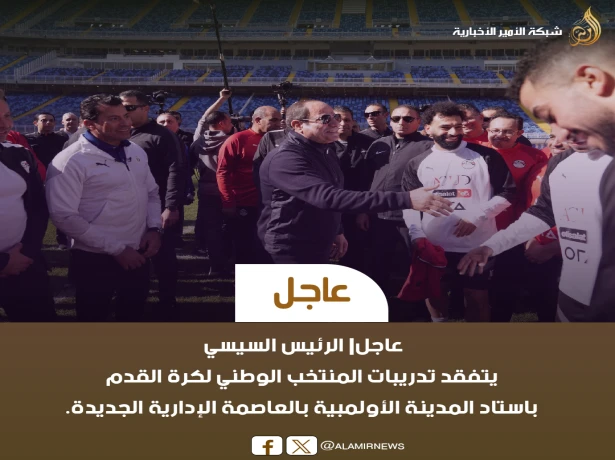 شبكة الأمير الأخبارية
عاجل
عاجل| الرئيس السيسي
يتفقد تدريبات المنتخب الوطني لكرة القدم
باستاد المدينة الأولمبية بالعاصمة الإدارية الجديدة.
@ALAMIRNEWS